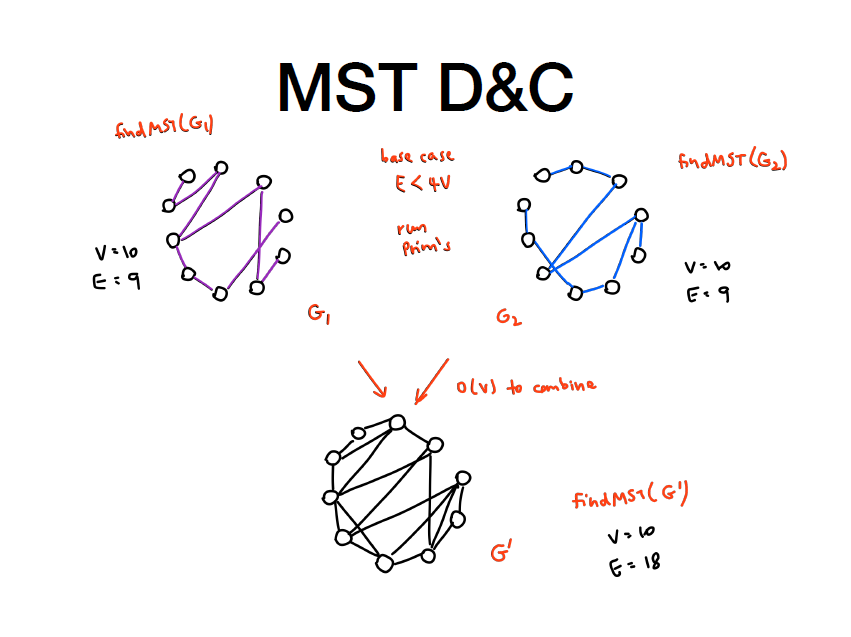 MST D&C
findMST(G1)
base case
E < 4V
run
Prim's
findMST(G2)
V = 10
E = 9
V = 10
E = 9
G1
G2
O(V) to combine
findMST(G')
V = 10
E = 18
G'